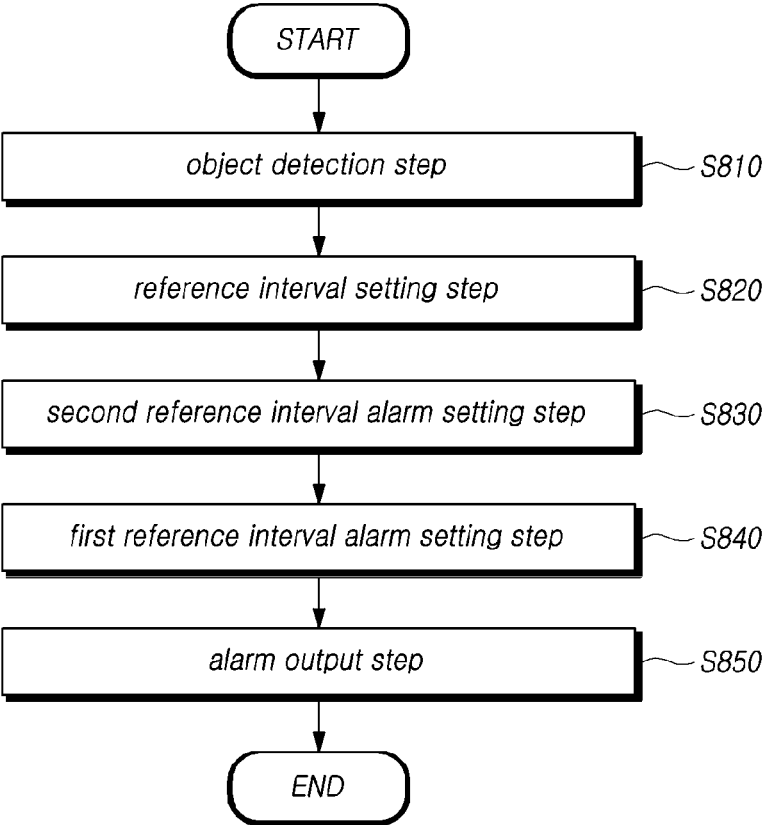 START
object detection step S810
reference interval setting step S820
second reference interval alarm setting step S830
first reference interval alarm setting step S840
alarm output step S850
END